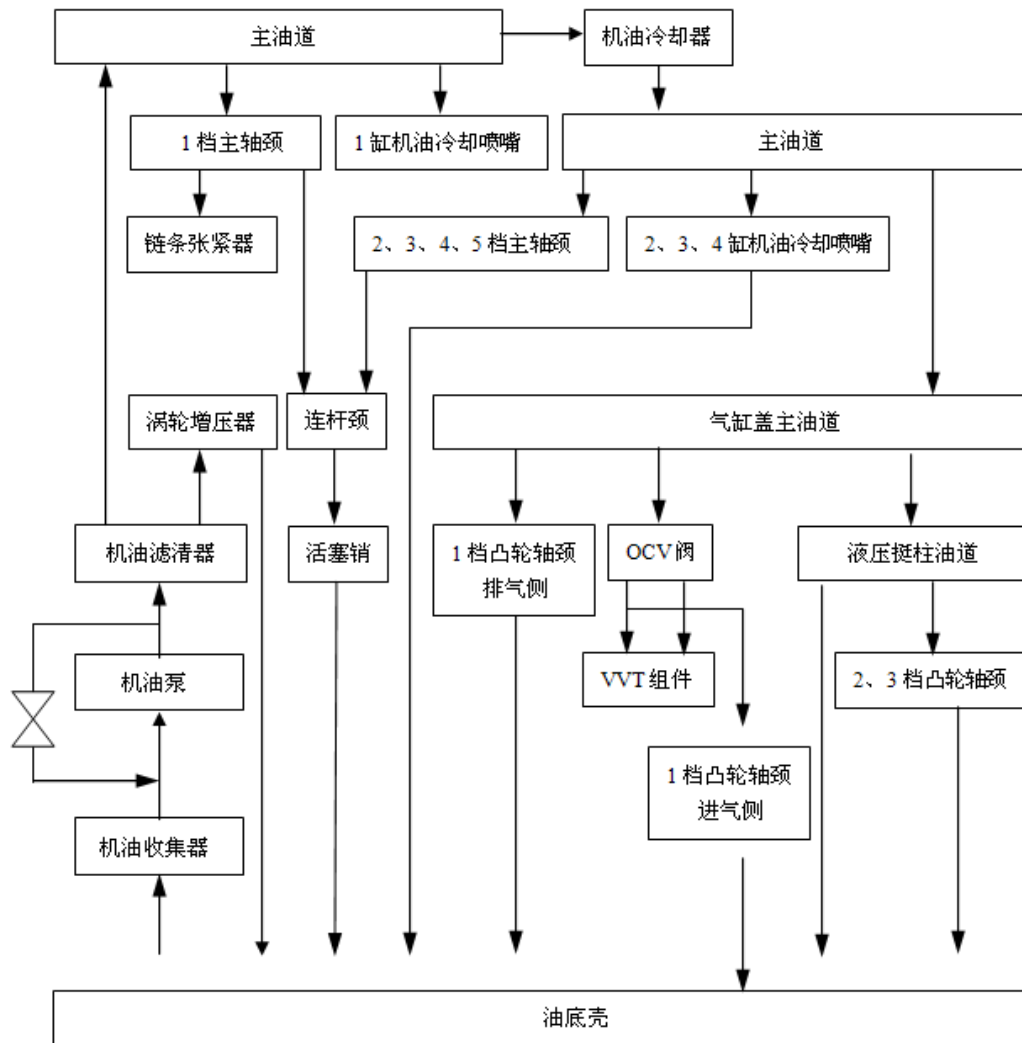 主油道
机油冷却器
1 档主轴颈
1 缸机油冷却喷嘴
主油道
链条张紧器
2、3、4、5 档主轴颈
2、3、4 缸机油冷却喷嘴
涡轮增压器
连杆颈
气缸盖主油道
机油滤清器
活塞销
1 档凸轮轴颈
排气侧
OCV 阀
液压挺柱油道
机油泵
VVT 组件
2、3 档凸轮轴颈
1 档凸轮轴颈
进气侧
机油收集器
油底壳